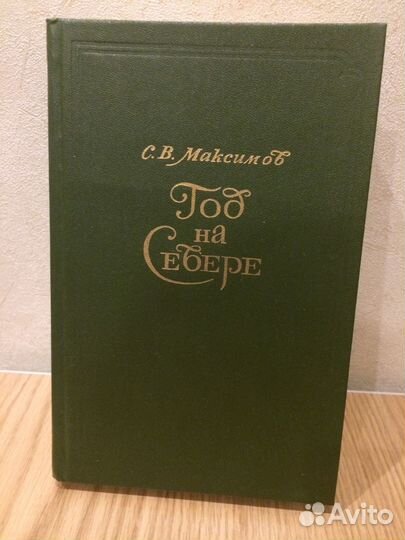 С. В. Максимов
Год
на
Севере
Avito